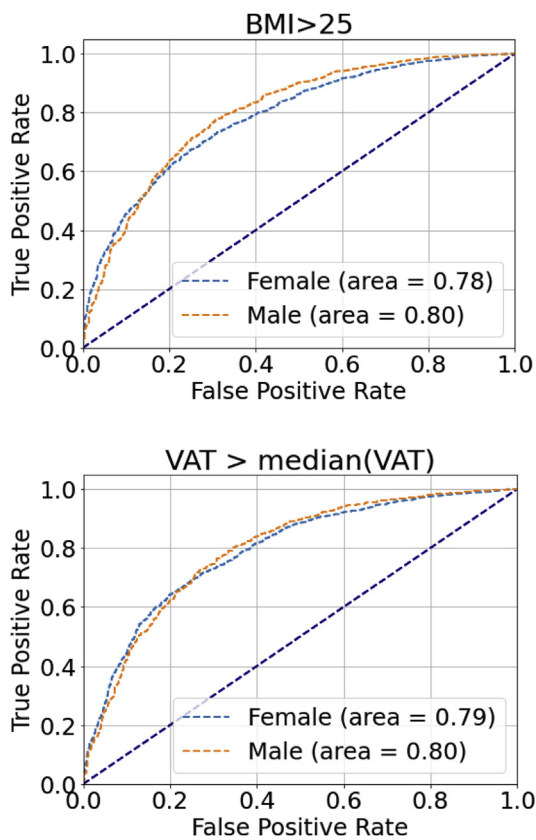 BMI>25
1.0
0.8
0.6
0.4
0.2
0.0
True Positive Rate
Female (area = 0.78)
Male (area = 0.80)
0.0 0.2 0.4 0.6 0.8 1.0
False Positive Rate
VAT > median(VAT)
1.0
0.8
0.6
0.4
0.2
0.0
True Positive Rate
Female (area = 0.79)
Male (area = 0.80)
0.0 0.2 0.4 0.6 0.8 1.0
False Positive Rate